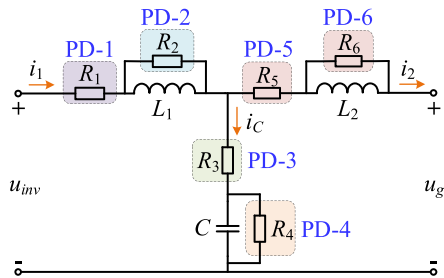 PD-1 PD-2 PD-5 PD-6
i1 R1 R2 R5 R6 i2
+ L1 L2 +
iC
R3 PD-3
uinv ug
C R4 PD-4
- -